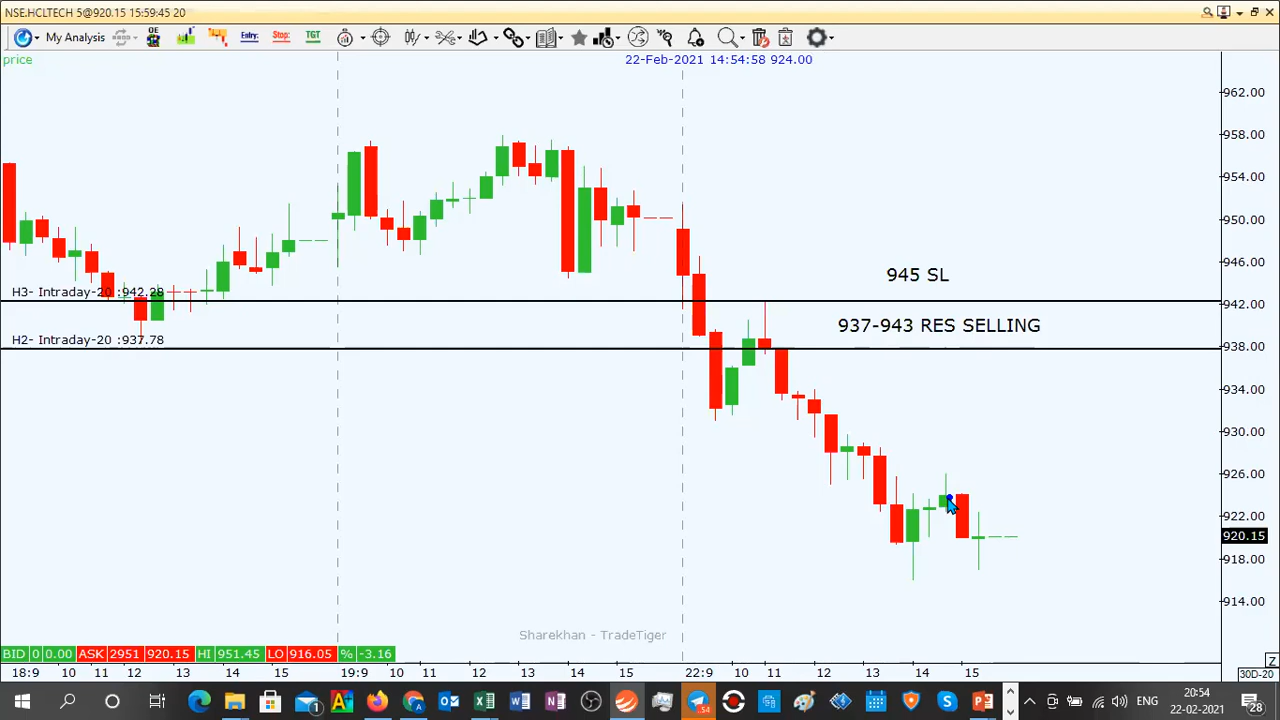 NSE.HCLTECH 5@920.15 15:59:45 20
My Analysis
OE
Entry:
Stop:
TGT
price
22-Feb-2021 14:54:58 924.00
962.00
958.00
954.00
950.00
946.00
945 SL
H3- Intraday-20 :942.28
942.00
937-943 RES SELLING
H2- Intraday-20 :937.78
938.00
934.00
930.00
926.00
922.00
920.15
918.00
914.00
Sharekhan - TradeTiger
BID 0 0.00 ASK 2951 920.15 HI 951.45 LO 916.05 % -3.16
Z
18:9 10 11 12 13 14 15 19:9 10 11 12 13 14 15 22:9 10 11 12 13 14 15
30D-20
ENG
20:54
22-02-2021
28